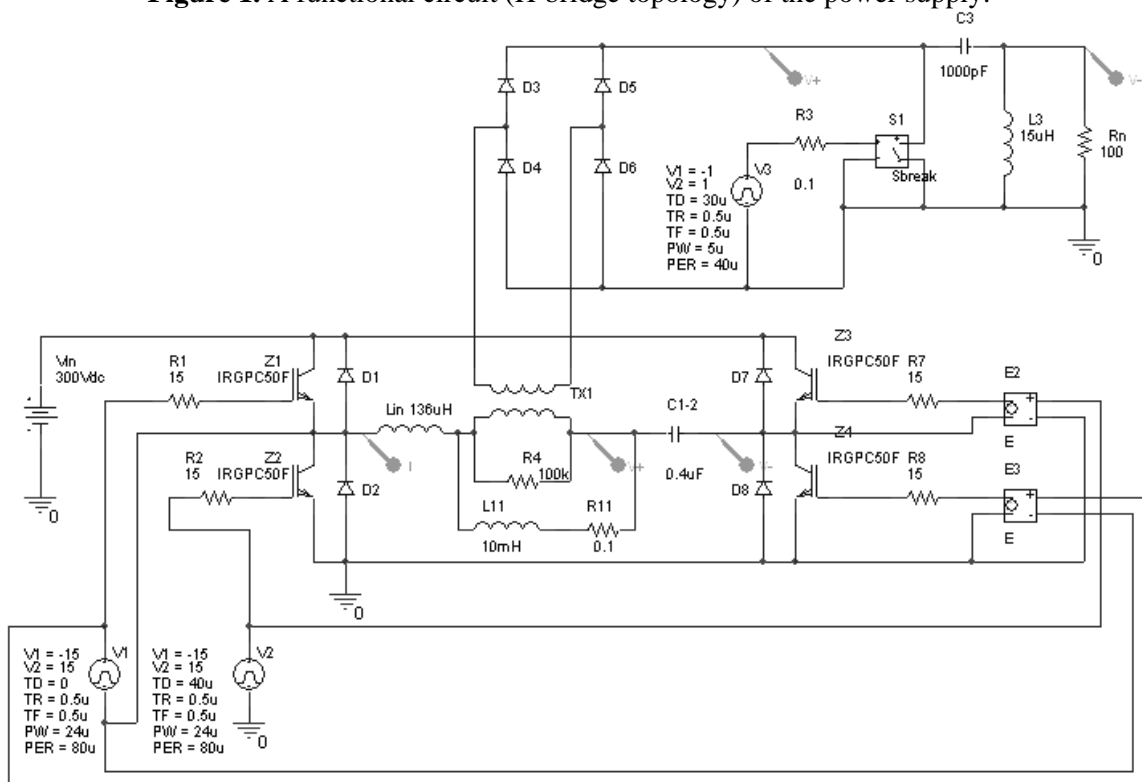 Figure 1. A functional circuit (H-bridge topology) of the power supply.
C3
1000pF
V+
V-
D3
D5
D4
D6
R3
0.1
S1
Sbreak
L3
15uH
Rn
100
V3
V1 = -1
V2 = 1
TD = 30u
TR = 0.5u
TF = 0.5u
PW = 5u
PER = 40u
0
Vin
300Vdc
R1
15
Z1
IRGPC50F
D1
D7
Z3
IRGPC50F
R7
15
E2
E
TX1
Lin 136uH
C1-2
0.4uF
I
V+
V-
R4
100k
R2
15
Z2
IRGPC50F
D2
D8
Z4
IRGPC50F
R8
15
E3
E
L11
10mH
R11
0.1
0
0
V1
V1 = -15
V2 = 15
TD = 0
TR = 0.5u
TF = 0.5u
PW = 24u
PER = 80u
V2
V1 = -15
V2 = 15
TD = 40u
TR = 0.5u
TF = 0.5u
PW = 24u
PER = 80u
0